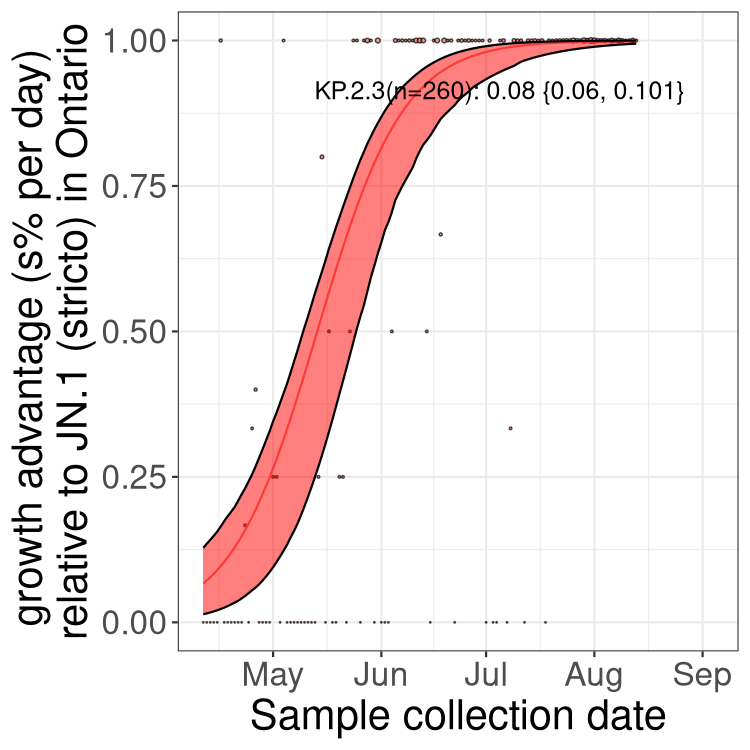 growth advantage (s% per day)
relative to JN.1 (stricto) in Ontario
1.00
0.75
0.50
0.25
0.00
KP.2.3(n=260): 0.08 {0.06, 0.101}
May Jun Jul Aug Sep
Sample collection date